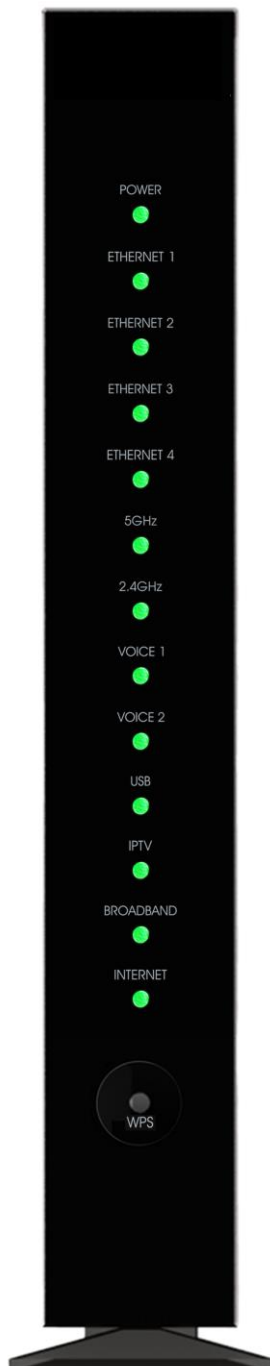 POWER
ETHERNET 1
ETHERNET 2
ETHERNET 3
ETHERNET 4
5GHz
2.4GHz
VOICE 1
VOICE 2
USB
IPTV
BROADBAND
INTERNET
WPS